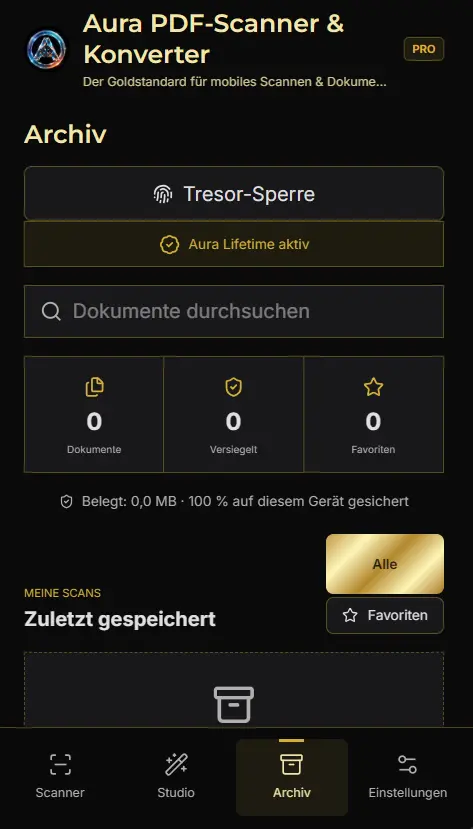 Aura PDF-Scanner &
Konverter
PRO
Der Goldstandard für mobiles Scannen & Dokume...
Archiv
Tresor-Sperre
Aura Lifetime aktiv
Dokumente durchsuchen
0
Dokumente
0
Versiegelt
0
Favoriten
Belegt: 0,0 MB · 100 % auf diesem Gerät gesichert
Alle
MEINE SCANS
Zuletzt gespeichert
Favoriten
Scanner
Studio
Archiv
Einstellungen